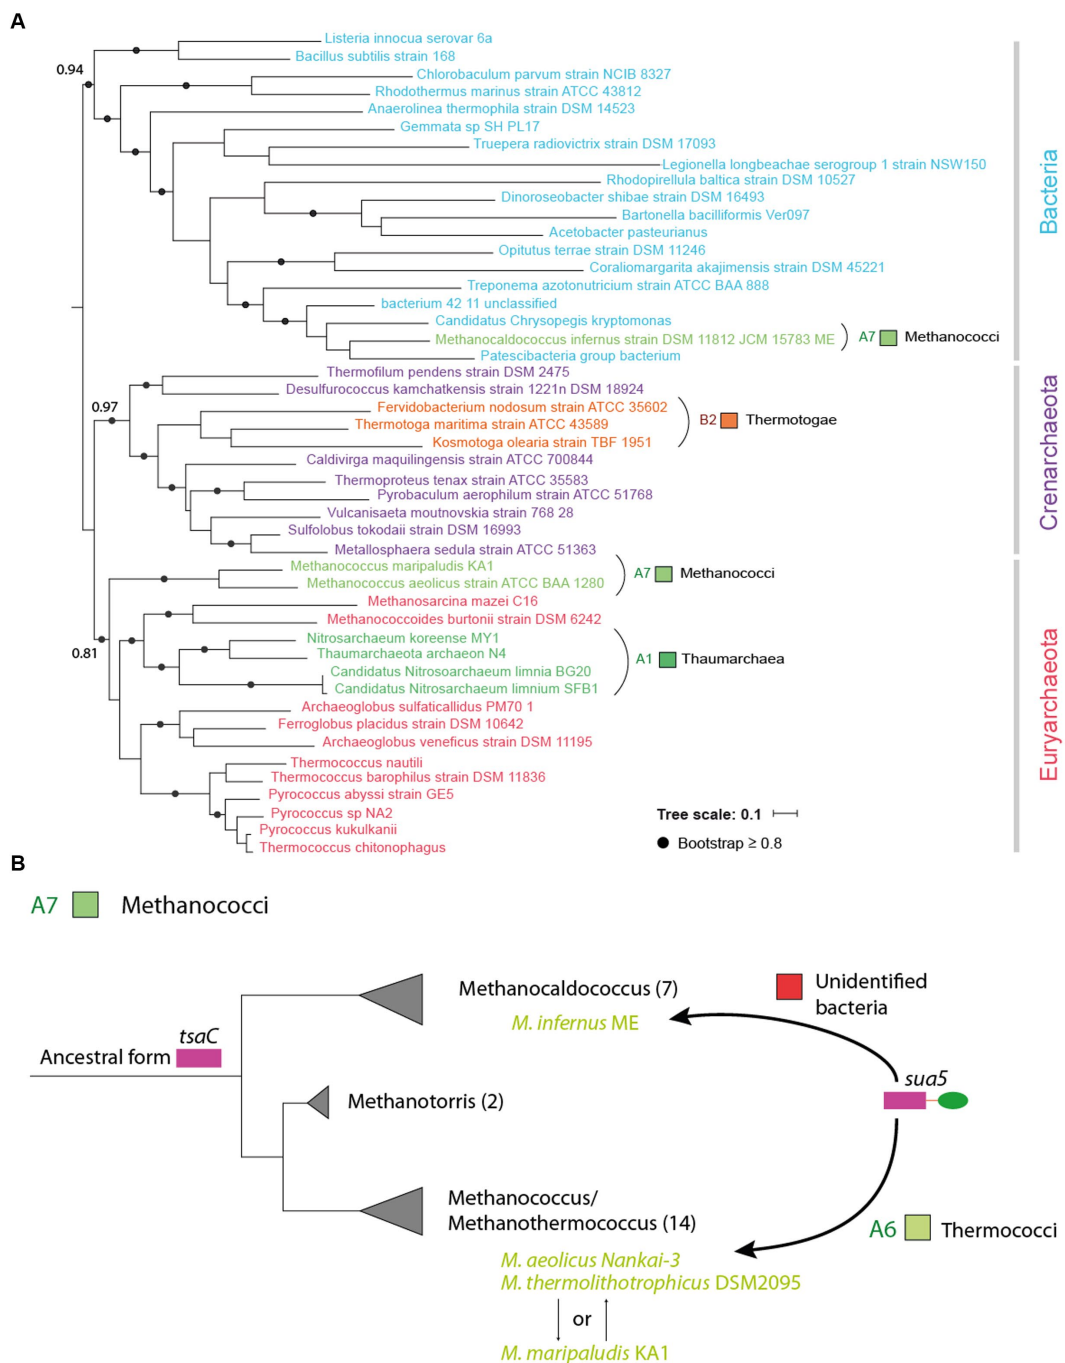 A
Listeria innocua serovar 6a
Bacillus subtilis strain 168
0.94
Chlorobaculum parvum strain NCIB 8327
Rhodothermus marinus strain ATCC 43812
Anaerolinea thermophila strain DSM 14523
Gemmata sp SH PL17
Truepera radiovictrix strain DSM 17093
Legionella longbeachae serogroup 1 strain NSW150
Rhodopirellula baltica strain DSM 10527
Dinoroseobacter shibae strain DSM 16493
Bartonella bacilliformis Ver097
Acetobacter pasteurianus
Opitutus terrae strain DSM 11246
Coraliomargarita akajimensis strain DSM 45221
Treponema azotonutricium strain ATCC BAA 888
bacterium 42 11 unclassified
Candidatus Chrysopegis kryptomonas
Methanocaldococcus infernus strain DSM 11812 JCM 15783 ME
A7 Methanococci
Patescibacteria group bacterium
Bacteria
Thermofilum pendens strain DSM 2475
Desulfurococcus kamchatkensis strain 1221n DSM 18924
0.97
Fervidobacterium nodosum strain ATCC 35602
Thermotoga maritima strain ATCC 43589
B2 Thermotogae
Kosmotoga olearia strain TBF 1951
Caldivirga maquilingensis strain ATCC 700844
Thermoproteus tenax strain ATCC 35583
Pyrobaculum aerophilum strain ATCC 51768
Vulcanisaeta moutnovskia strain 768 28
Sulfolobus tokodaii strain DSM 16993
Metallosphaera sedula strain ATCC 51363
Crenarchaeota
Methanococcus maripaludis KA1
A7 Methanococci
Methanococcus aeolicus strain ATCC BAA 1280
Methanosarcina mazei C16
Methanococcoides burtonii strain DSM 6242
0.81
Nitrosarchaeum koreense MY1
Thaumarchaeota archaeon N4
A1 Thaumarchaea
Candidatus Nitrosoarchaeum limnia BG20
Candidatus Nitrosoarchaeum limnium SFB1
Archaeoglobus sulfaticallidus PM70 1
Ferroglobus placidus strain DSM 10642
Archaeoglobus veneficus strain DSM 11195
Thermococcus nautili
Thermococcus barophilus strain DSM 11836
Pyrococcus abyssi strain GE5
Pyrococcus sp NA2
Pyrococcus kukulkanii
Thermococcus chitonophagus
Euryarchaeota
Tree scale: 0.1
Bootstrap ≥ 0.8
B
A7 Methanococci
Methanocaldococcus (7)
M. infernus ME
Unidentified
bacteria
tsaC
Ancestral form
sua5
Methanotorris (2)
Methanococcus/
Methanothermococcus (14)
A6 Thermococci
M. aeolicus Nankai-3
M. thermolithotrophicus DSM2095
or
M. maripaludis KA1